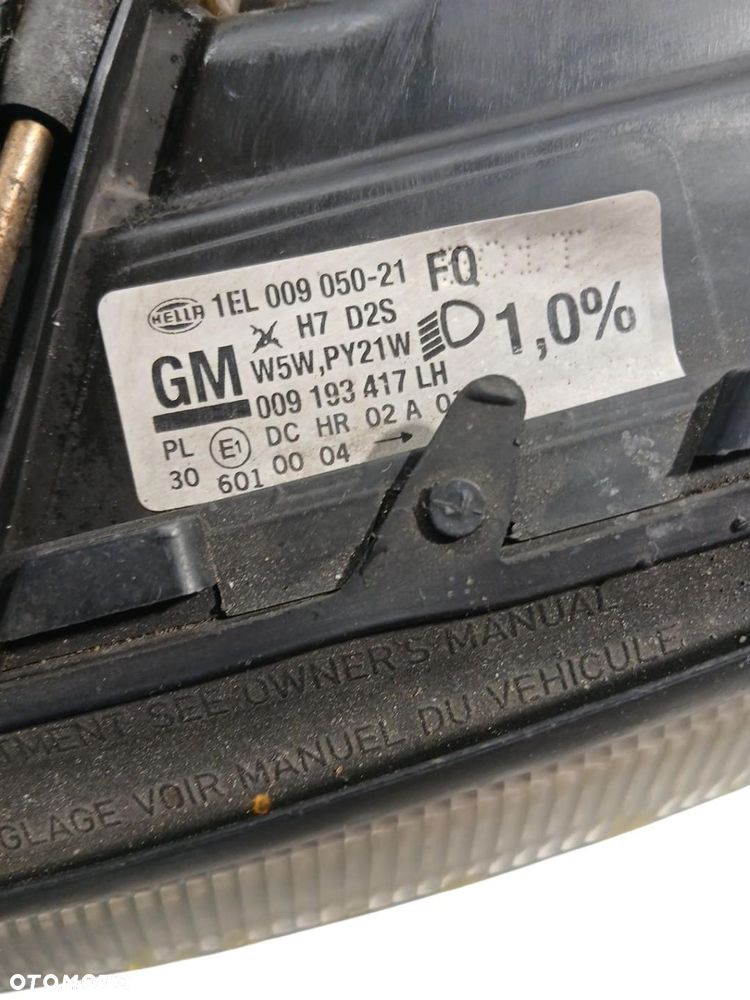 HELLA 1EL 009 050-21 FQ
H7 D2S
GM W5W,PY21W 1,0%
009 193 417 LH
PL E1 DC HR 02 A
30 601 00 04
SEE OWNER'S MANUAL
GLAGE VOIR MANUEL DU VEHICULE
OTOMOTO